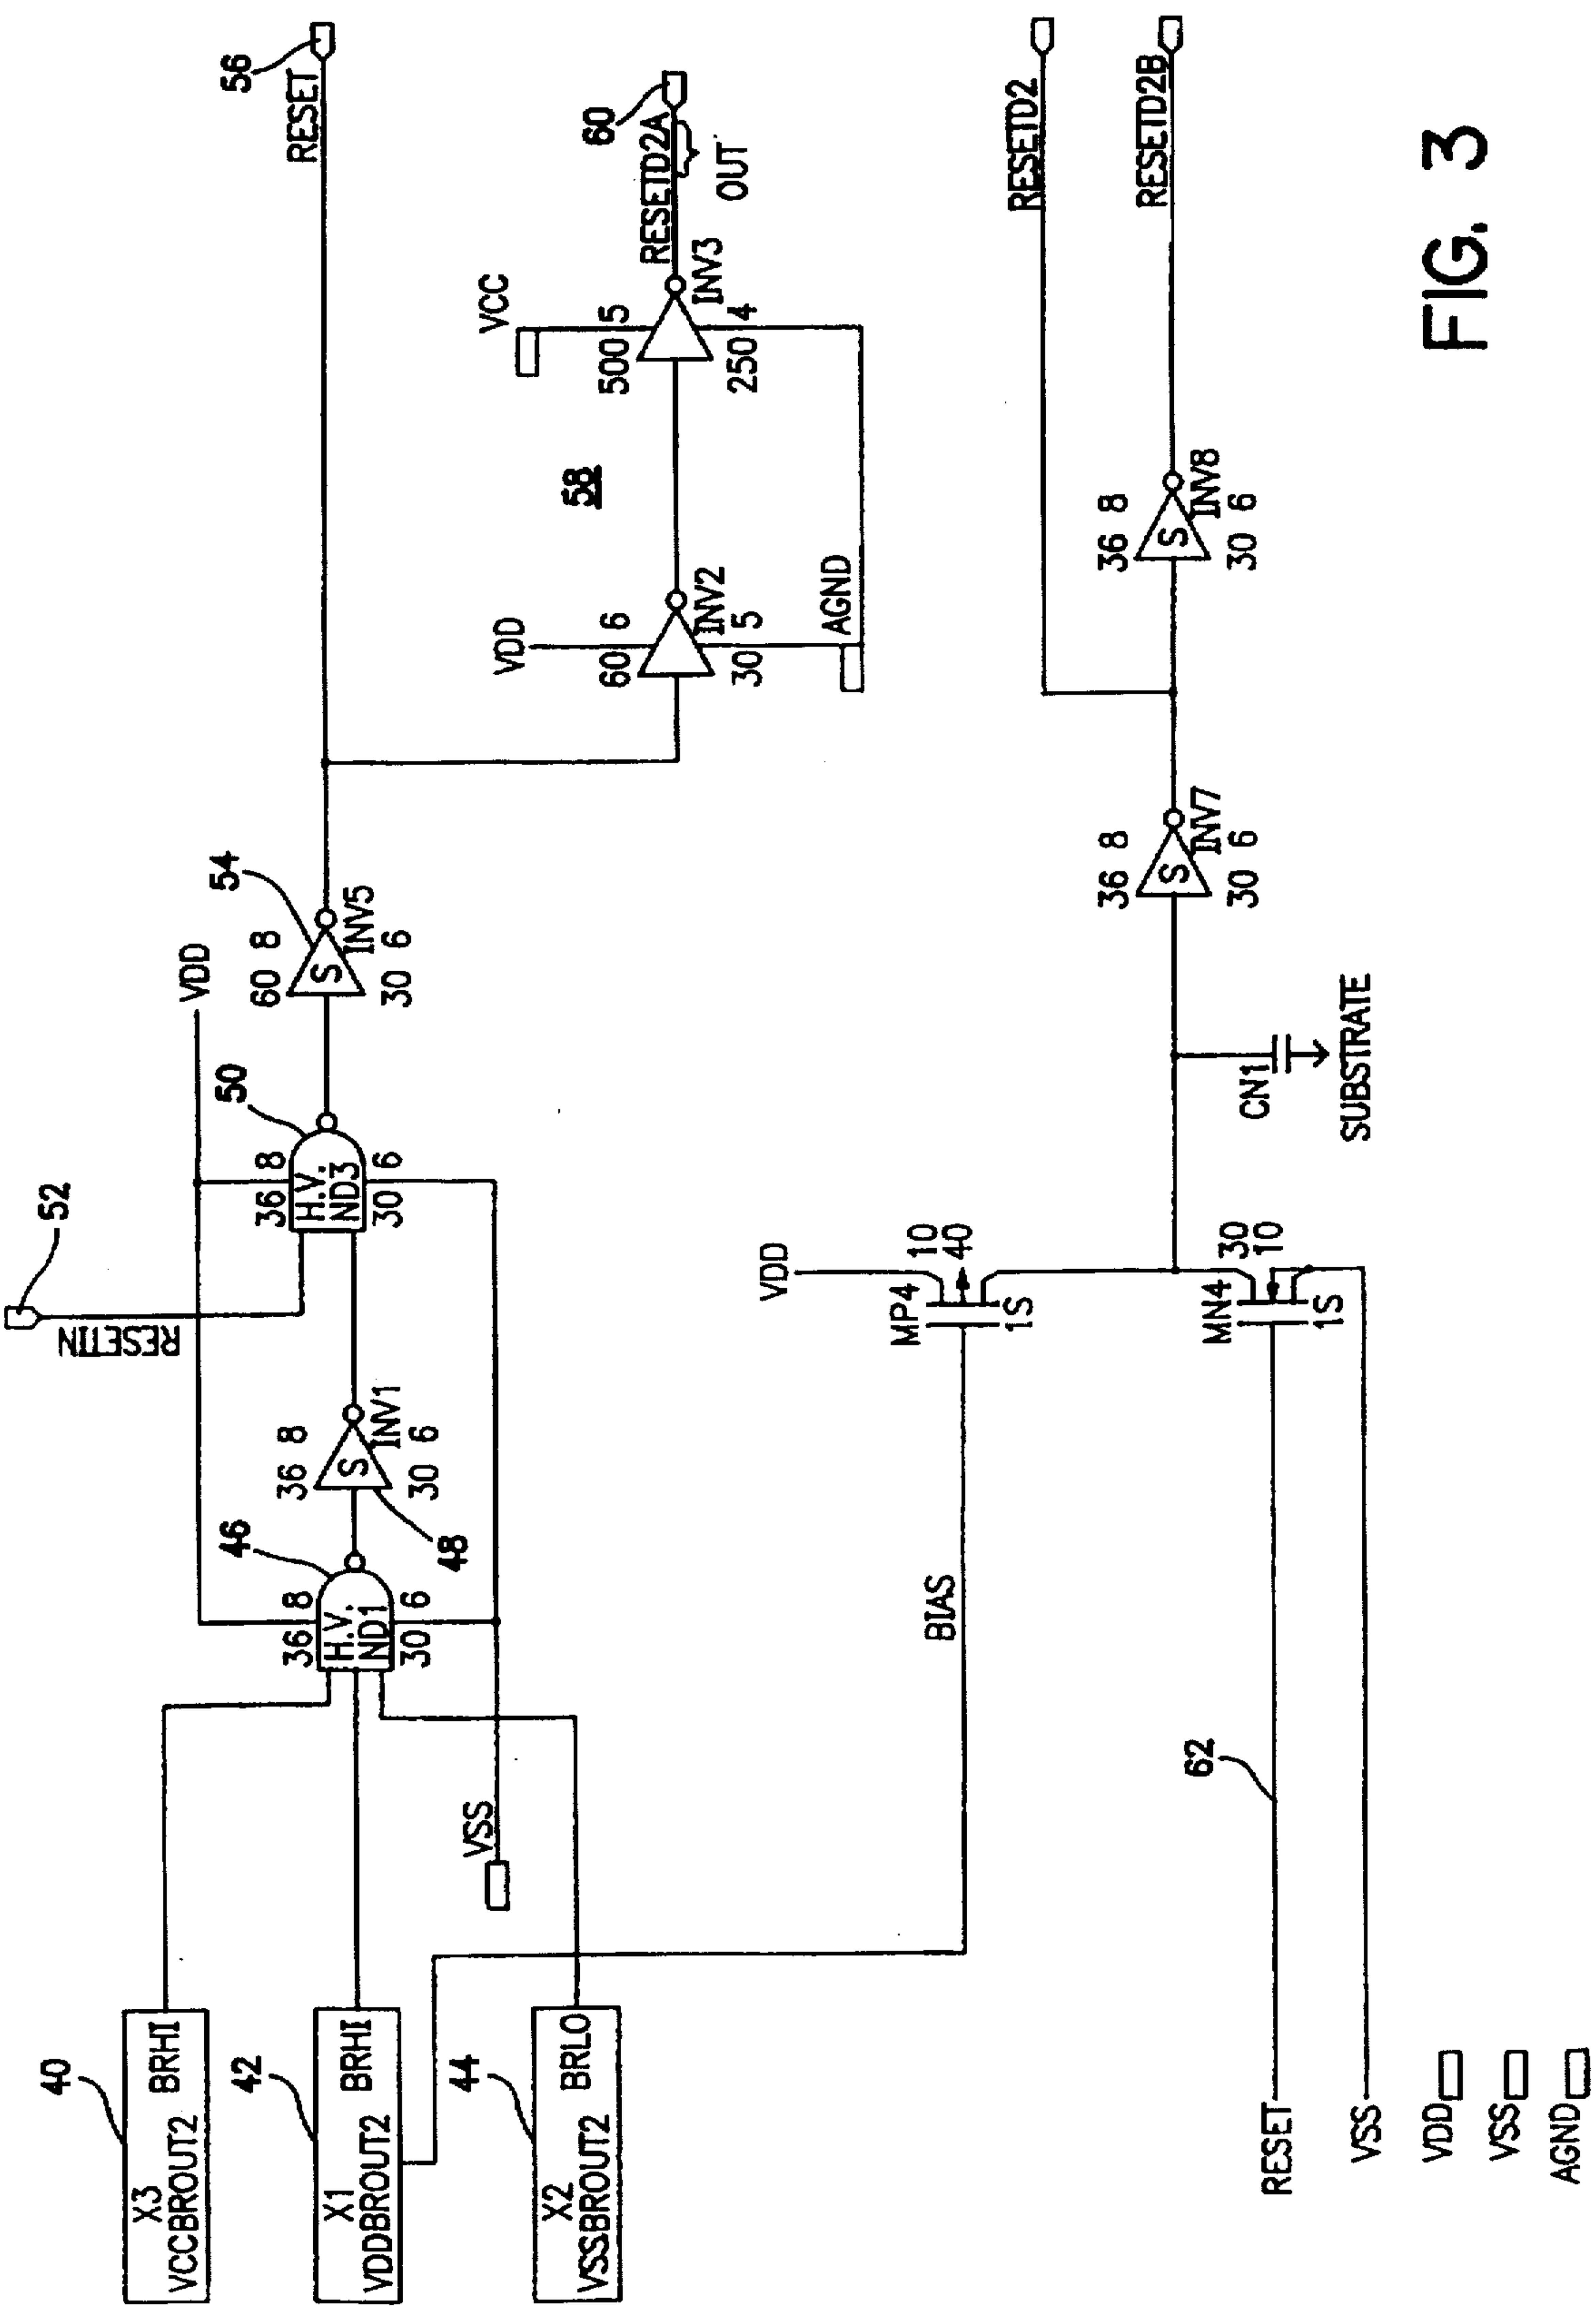 52
RESETIN
VDD
56
RESET
40
X3
VCCBROUT2
BRHI
46
36 8
H.V.
ND1
30 6
36 8
S
INV1
30 6
48
50
36 8
H.V.
ND3
30 6
54
60 8
S
INV5
30 6
42
X1
VDDBROUT2
BRHI
VSS
44
X2
VSSBROUT2
BRLO
VDD
60 6
INV2
30 5
58
VCC
500 5
INV3
250 4
RESETD2A
60
OUT
AGND
BIAS
VDD
MP4
10
40
1S
MN4
30
10
1S
62
RESET
VSS
CN1
SUBSTRATE
36 8
S
INV7
30 6
36 8
S
INV8
30 6
RESETD2
RESETD2B
VDD
VSS
AGND
FIG. 3